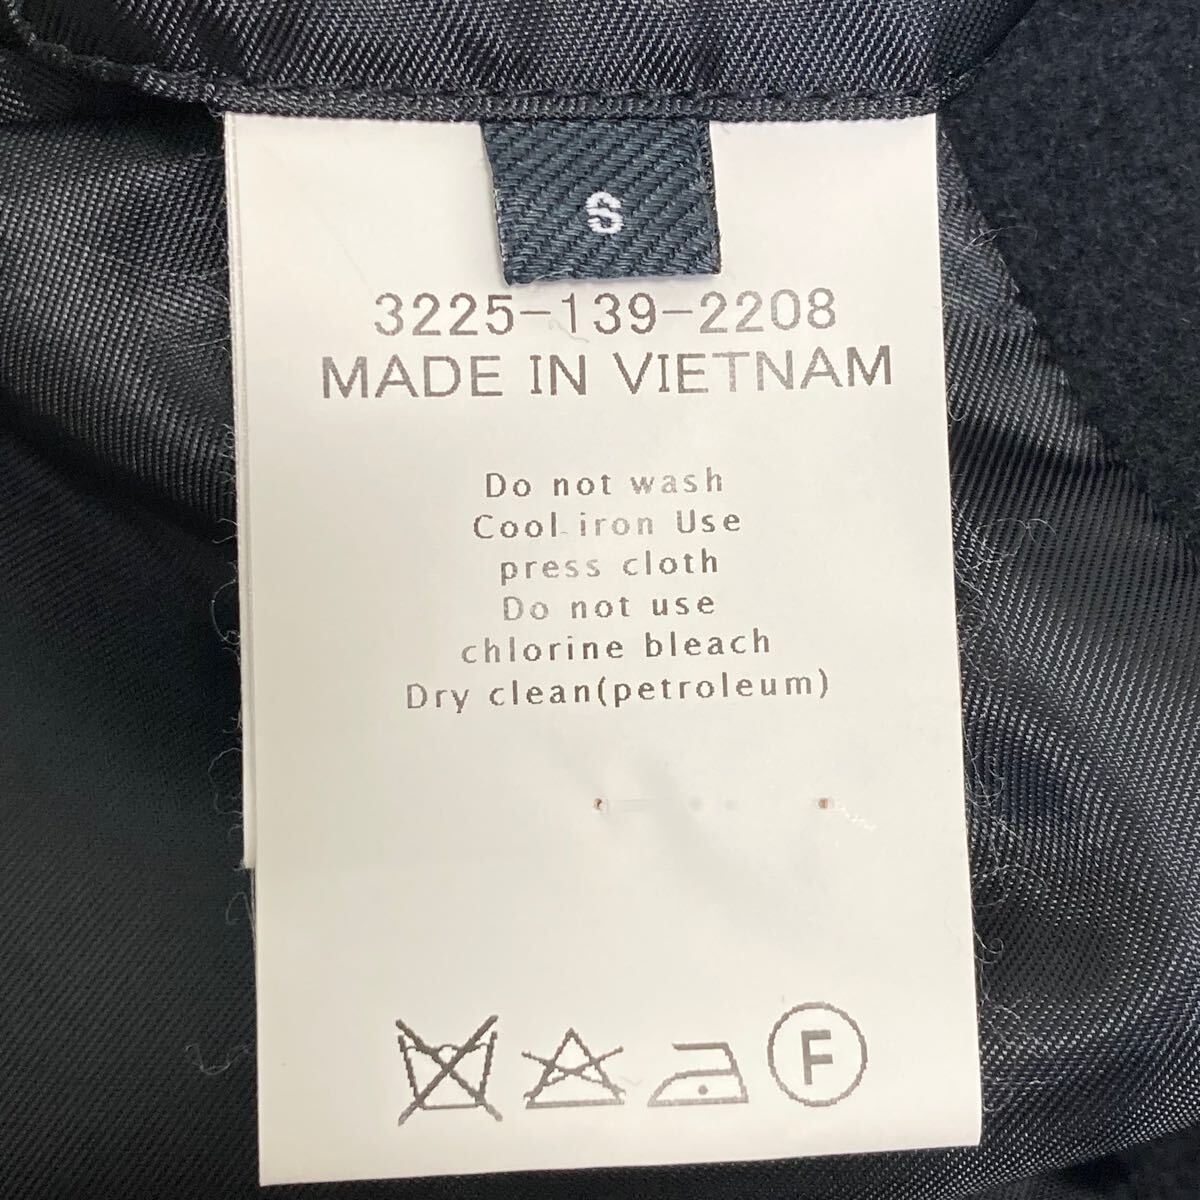 S
3225-139-2208
MADE IN VIETNAM
Do not wash
Cool iron Use
press cloth
Do not use
chlorine bleach
Dry clean(petroleum)
F